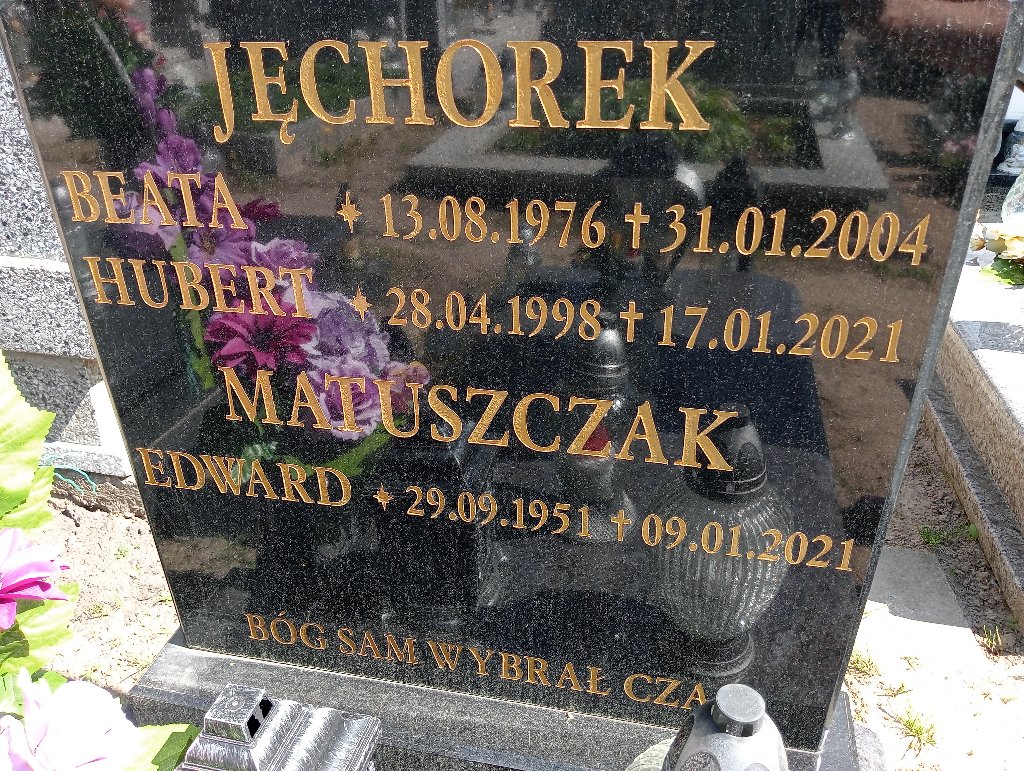 JĘCHOREK
BEATA * 13.08.1976 † 31.01.2004
HUBERT * 28.04.1998 † 17.01.2021
MATUSZCZAK
EDWARD * 29.09.1951 † 09.01.2021
BÓG SAM WYBRAŁ CZA